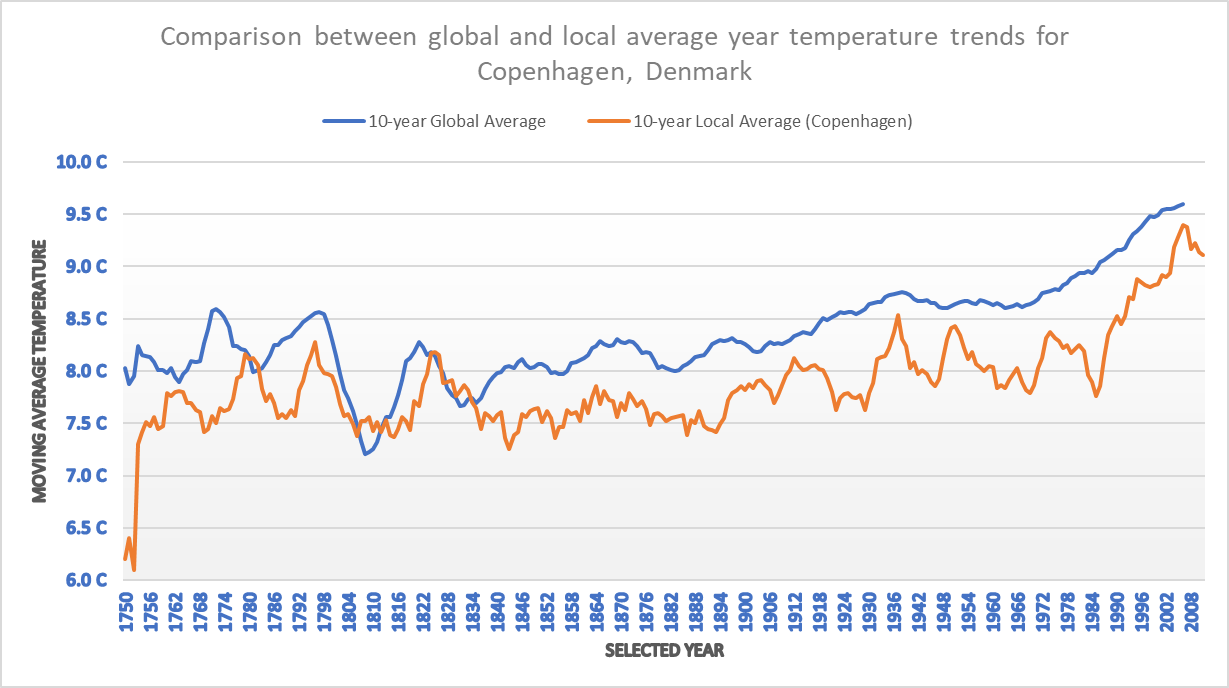 Comparison between global and local average year temperature trends for
Copenhagen, Denmark
10-year Global Average
10-year Local Average (Copenhagen)
MOVING AVERAGE TEMPERATURE
10.0 C
9.5 C
9.0 C
8.5 C
8.0 C
7.5 C
7.0 C
6.5 C
6.0 C
1750
1756
1762
1768
1774
1780
1786
1792
1798
1804
1810
1816
1822
1828
1834
1840
1846
1852
1858
1864
1870
1876
1882
1888
1894
1900
1906
1912
1918
1924
1930
1936
1942
1948
1954
1960
1966
1972
1978
1984
1990
1996
2002
2008
SELECTED YEAR